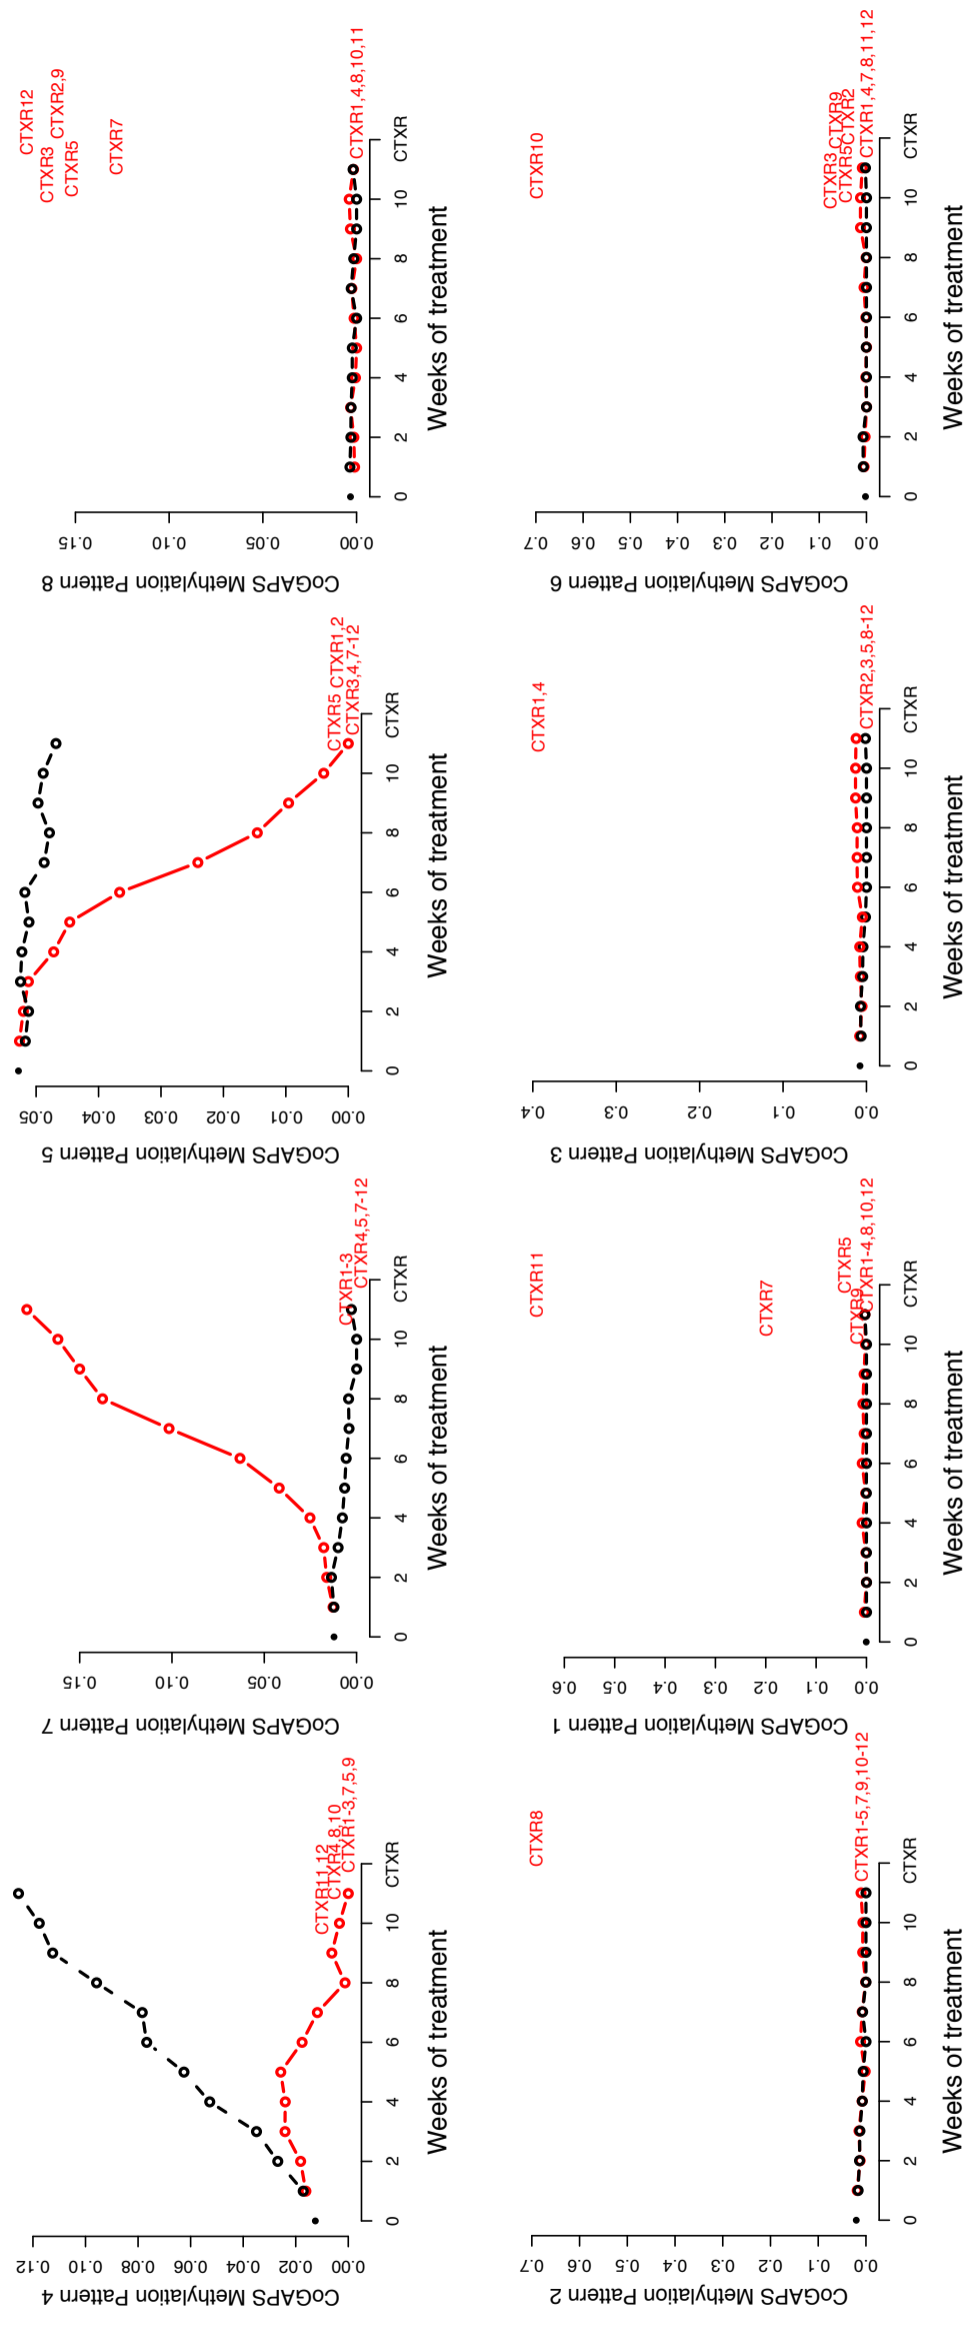 CoGAPS Methylation Pattern 4
0.12
0.10
0.08
0.06
0.04
0.02
0.00
CTXR11,12
CTXR4,8,10
CTXR1-3,7,5,9
0 2 4 6 8 10 CTXR
Weeks of treatment
CoGAPS Methylation Pattern 7
0.15
0.10
0.05
0.00
CTXR1-3
CTXR4,5,7-12
0 2 4 6 8 10 CTXR
Weeks of treatment
CoGAPS Methylation Pattern 5
0.05
0.04
0.03
0.02
0.01
0.00
CTXR5 CTXR1,2
CTXR3,4,7-12
0 2 4 6 8 10 CTXR
Weeks of treatment
CoGAPS Methylation Pattern 8
0.15
0.10
0.05
0.00
CTXR12
CTXR3
CTXR2,9
CTXR5
CTXR7
CTXR1,4,8,10,11
0 2 4 6 8 10 CTXR
Weeks of treatment
CoGAPS Methylation Pattern 2
0.7
0.6
0.5
0.4
0.3
0.2
0.1
0.0
CTXR8
CTXR1-5,7,9,10-12
0 2 4 6 8 10 CTXR
Weeks of treatment
CoGAPS Methylation Pattern 1
0.6
0.5
0.4
0.3
0.2
0.1
0.0
CTXR11
CTXR7
CTXR5
CTXR9
CTXR1-4,8,10,12
0 2 4 6 8 10 CTXR
Weeks of treatment
CoGAPS Methylation Pattern 3
0.4
0.3
0.2
0.1
0.0
CTXR1,4
CTXR2,3,5,8-12
0 2 4 6 8 10 CTXR
Weeks of treatment
CoGAPS Methylation Pattern 6
0.7
0.6
0.5
0.4
0.3
0.2
0.1
0.0
CTXR10
CTXR3 CTXR9
CTXR5 CTXR2
CTXR1,4,7,8,11,12
0 2 4 6 8 10 CTXR
Weeks of treatment